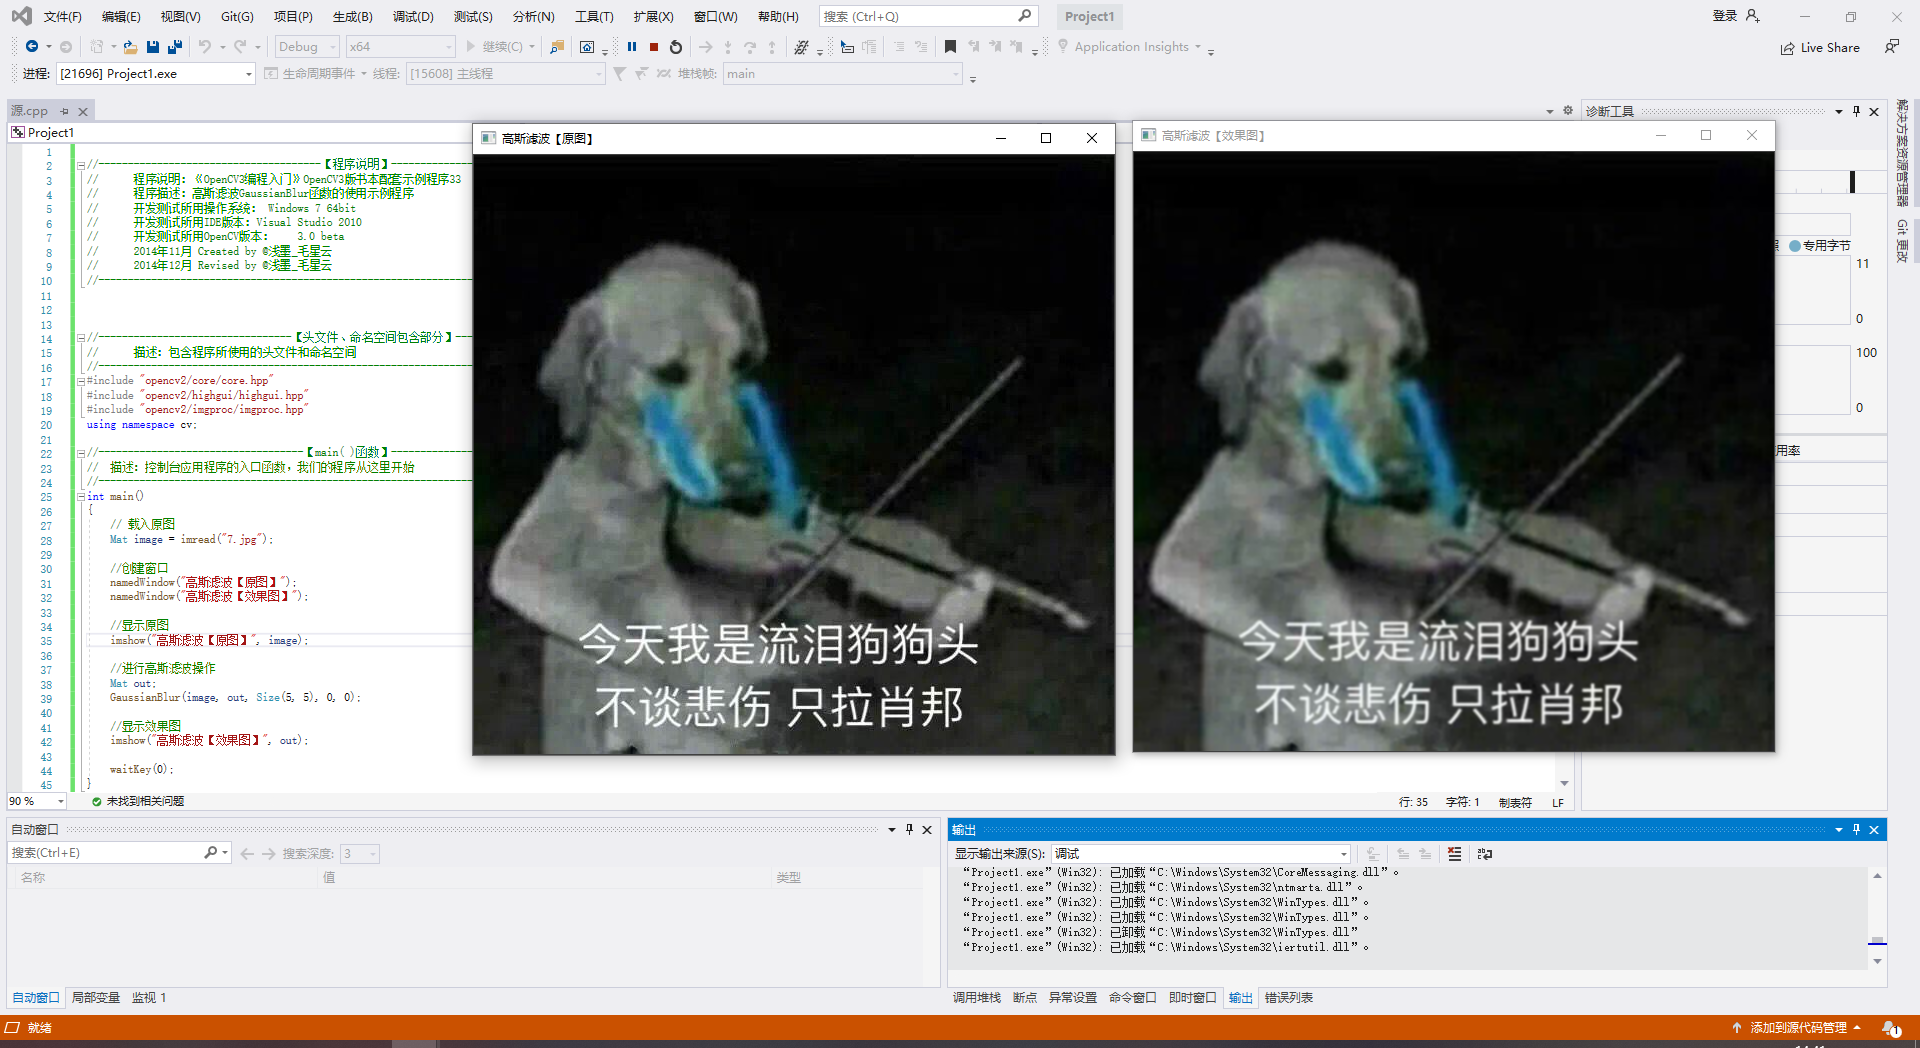 文件(F) 编辑(E) 视图(V) Git(G) 项目(P) 生成(B) 调试(D) 测试(S) 分析(N) 工具(T) 扩展(X) 窗口(W) 帮助(H) 搜索 (Ctrl+Q) Project1 登录
Debug x64 继续(C) Application Insights Live Share
进程: [21696] Project1.exe 生命周期事件 线程: [15608] 主线程 堆栈帧: main
源.cpp
Project1
1
2 //--------------------------------------【程序说明】--------------
3 // 程序说明:《OpenCV3编程入门》OpenCV3版书本配套示例程序33
4 // 程序描述: 高斯滤波GaussianBlur函数的使用示例程序
5 // 开发测试所用操作系统: Windows 7 64bit
6 // 开发测试所用IDE版本: Visual Studio 2010
7 // 开发测试所用OpenCV版本: 3.0 beta
8 // 2014年11月 Created by @浅墨_毛星云
9 // 2014年12月 Revised by @浅墨_毛星云
10 //----------------------------------------------------------------
11
12
13
14 //---------------------------------【头文件、命名空间包含部分】---
15 // 描述: 包含程序所使用的头文件和命名空间
16 //----------------------------------------------------------------
17 #include "opencv2/core/core.hpp"
18 #include "opencv2/highgui/highgui.hpp"
19 #include "opencv2/imgproc/imgproc.hpp"
20 using namespace cv;
21
22 //-----------------------------------【main( )函数】--------------
23 // 描述: 控制台应用程序的入口函数,我们的程序从这里开始
24 //----------------------------------------------------------------
25 int main()
26 {
27 // 载入原图
28 Mat image = imread("7.jpg");
29
30 //创建窗口
31 namedWindow("高斯滤波【原图】");
32 namedWindow("高斯滤波【效果图】");
33
34 //显示原图
35 imshow("高斯滤波【原图】", image);
36
37 //进行高斯滤波操作
38 Mat out;
39 GaussianBlur(image, out, Size(5, 5), 0, 0);
40
41 //显示效果图
42 imshow("高斯滤波【效果图】", out);
43
44 waitKey(0);
45 }
90 % 未找到相关问题 行: 35 字符: 1 制表符 LF
高斯滤波【原图】
今天我是流泪狗狗头
不谈悲伤 只拉肖邦
高斯滤波【效果图】
今天我是流泪狗狗头
不谈悲伤 只拉肖邦
诊断工具
专用字节
11
0
100
0
用率
解决方案资源管理器
Git 更改
自动窗口
搜索(Ctrl+E) 搜索深度: 3
名称 值 类型
自动窗口 局部变量 监视 1
输出
显示输出来源(S): 调试
“Project1.exe”(Win32): 已加载“C:\Windows\System32\CoreMessaging.dll”。
“Project1.exe”(Win32): 已加载“C:\Windows\System32\ntmarta.dll”。
“Project1.exe”(Win32): 已加载“C:\Windows\System32\WinTypes.dll”。
“Project1.exe”(Win32): 已加载“C:\Windows\System32\WinTypes.dll”。
“Project1.exe”(Win32): 已卸载“C:\Windows\System32\WinTypes.dll”
“Project1.exe”(Win32): 已加载“C:\Windows\System32\iertutil.dll”。
调用堆栈 断点 异常设置 命令窗口 即时窗口 输出 错误列表
就绪 添加到源代码管理 1